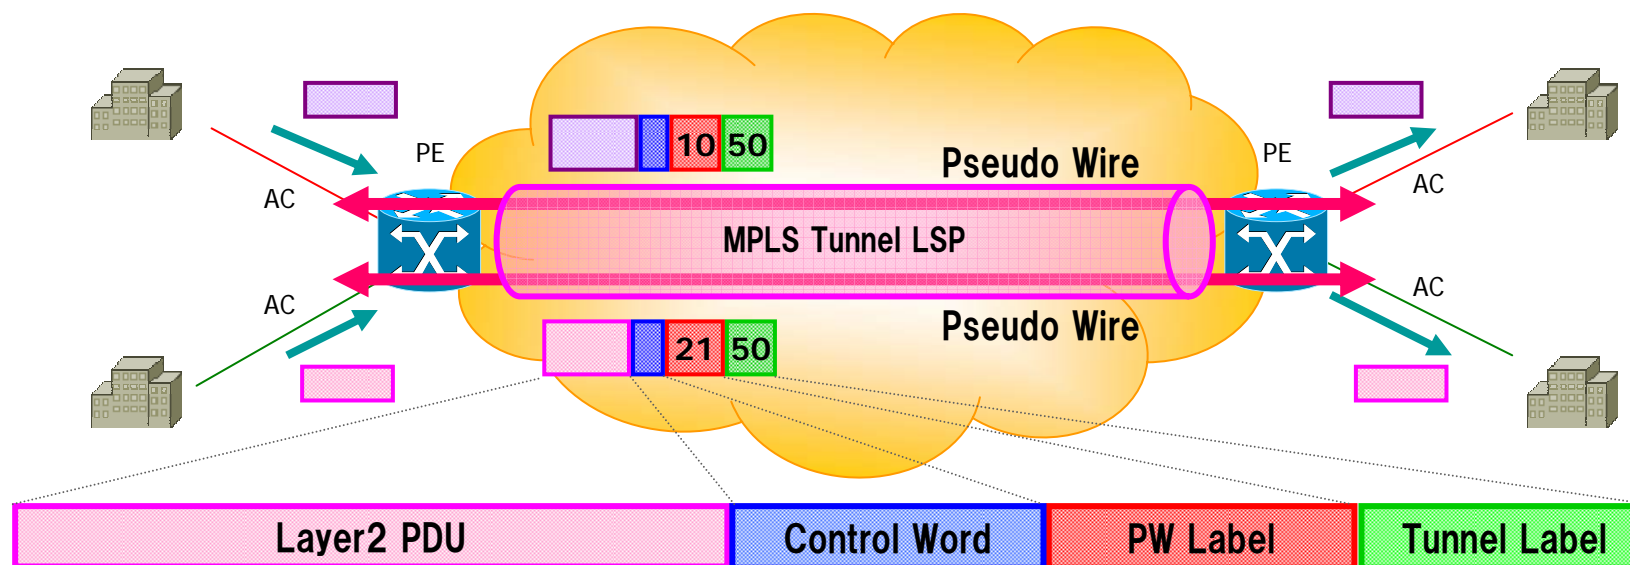 PE
AC
10 50
Pseudo Wire
PE
AC
MPLS Tunnel LSP
AC
AC
21 50
Pseudo Wire
Layer2 PDU
Control Word
PW Label
Tunnel Label